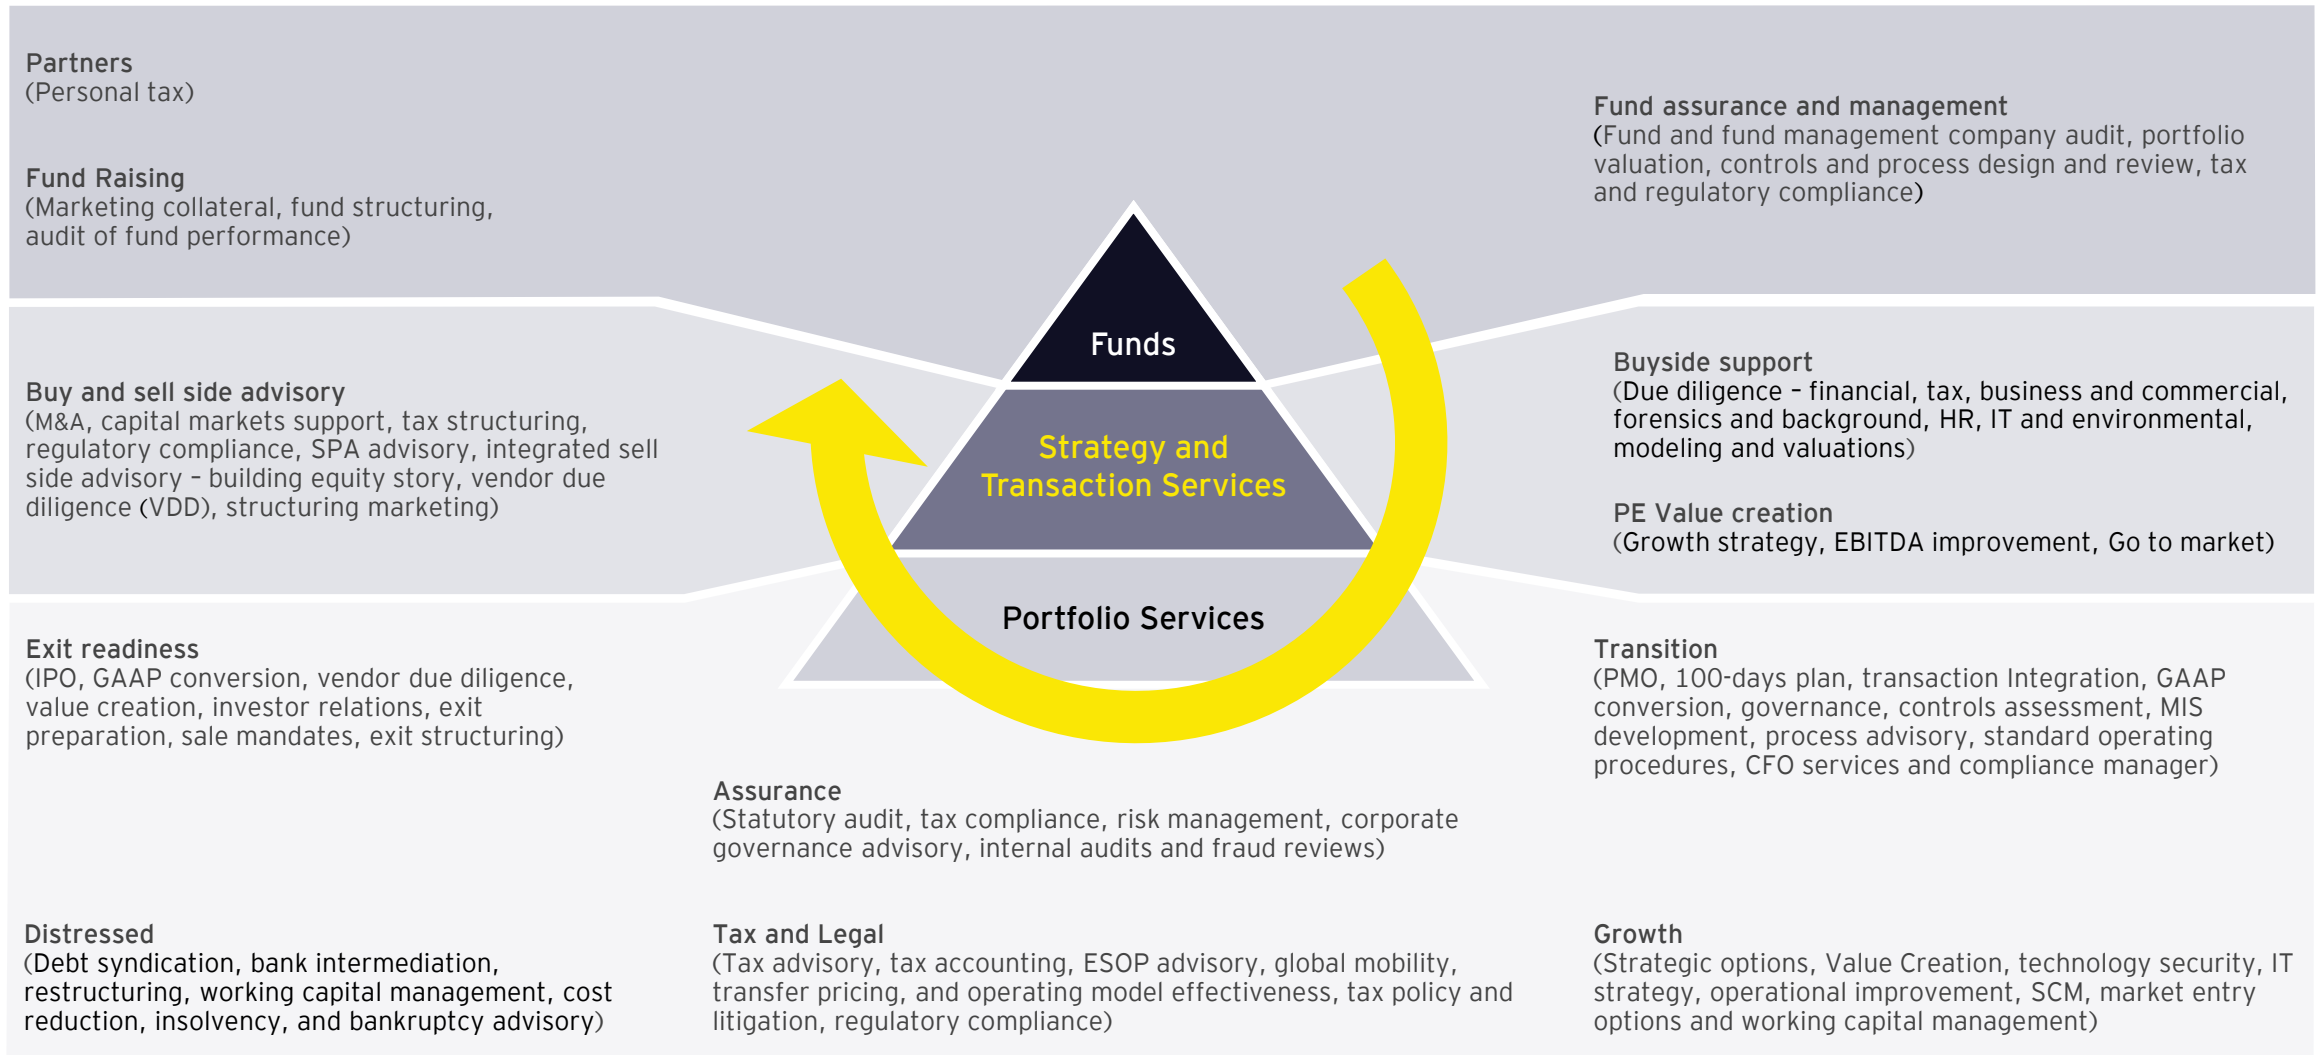 Partners
(Personal tax)
Fund Raising
(Marketing collateral, fund structuring,
audit of fund performance)
Fund assurance and management
(Fund and fund management company audit, portfolio
valuation, controls and process design and review, tax
and regulatory compliance)
Funds
Buy and sell side advisory
(M&A, capital markets support, tax structuring,
regulatory compliance, SPA advisory, integrated sell
side advisory – building equity story, vendor due
diligence (VDD), structuring marketing)
Strategy and
Transaction Services
Buyside support
(Due diligence – financial, tax, business and commercial,
forensics and background, HR, IT and environmental,
modeling and valuations)
PE Value creation
(Growth strategy, EBITDA improvement, Go to market)
Portfolio Services
Exit readiness
(IPO, GAAP conversion, vendor due diligence,
value creation, investor relations, exit
preparation, sale mandates, exit structuring)
Transition
(PMO, 100-days plan, transaction Integration, GAAP
conversion, governance, controls assessment, MIS
development, process advisory, standard operating
procedures, CFO services and compliance manager)
Assurance
(Statutory audit, tax compliance, risk management, corporate
governance advisory, internal audits and fraud reviews)
Distressed
(Debt syndication, bank intermediation,
restructuring, working capital management, cost
reduction, insolvency, and bankruptcy advisory)
Tax and Legal
(Tax advisory, tax accounting, ESOP advisory, global mobility,
transfer pricing, and operating model effectiveness, tax policy and
litigation, regulatory compliance)
Growth
(Strategic options, Value Creation, technology security, IT
strategy, operational improvement, SCM, market entry
options and working capital management)